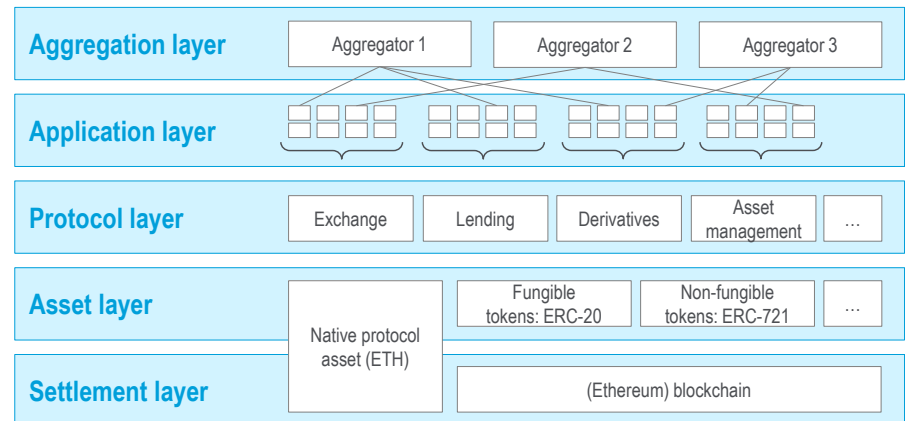 Aggregation layer
Aggregator 1
Aggregator 2
Aggregator 3
Application layer
Protocol layer
Exchange
Lending
Derivatives
Asset
management
…
Asset layer
Native protocol
asset (ETH)
Fungible
tokens: ERC-20
Non-fungible
tokens: ERC-721
…
Settlement layer
(Ethereum) blockchain